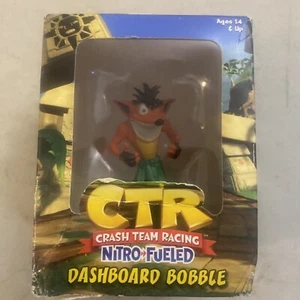 Ages 14
& Up
CTR
CRASH TEAM RACING
NITRO-FUELED
DASHBOARD BOBBLE